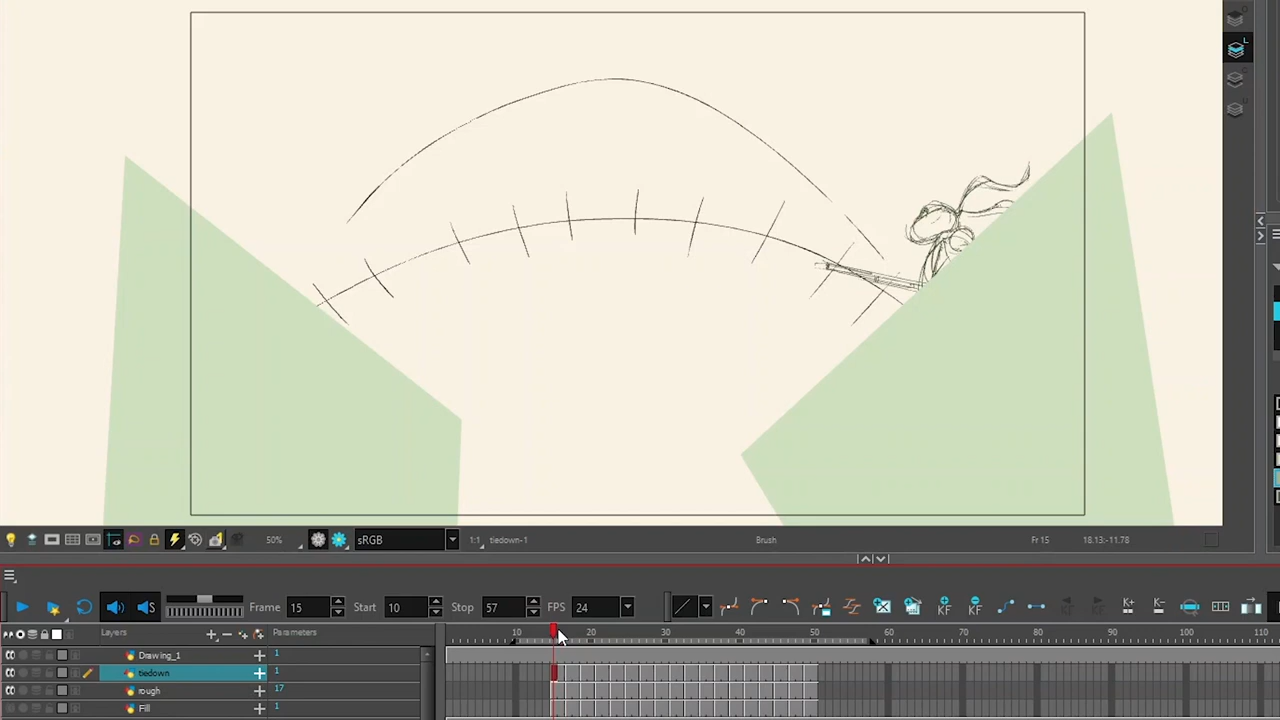 50% sRGB 1:1 tiedown-1 Brush Fr 15 18.13:-11.78
Frame 15 Start 10 Stop 57 FPS 24 KF KF
Layers Parameters 10 20 30 40 50 60 70 80 90 100 110
Drawing_1 1
tiedown 1
rough 17
Fill 1